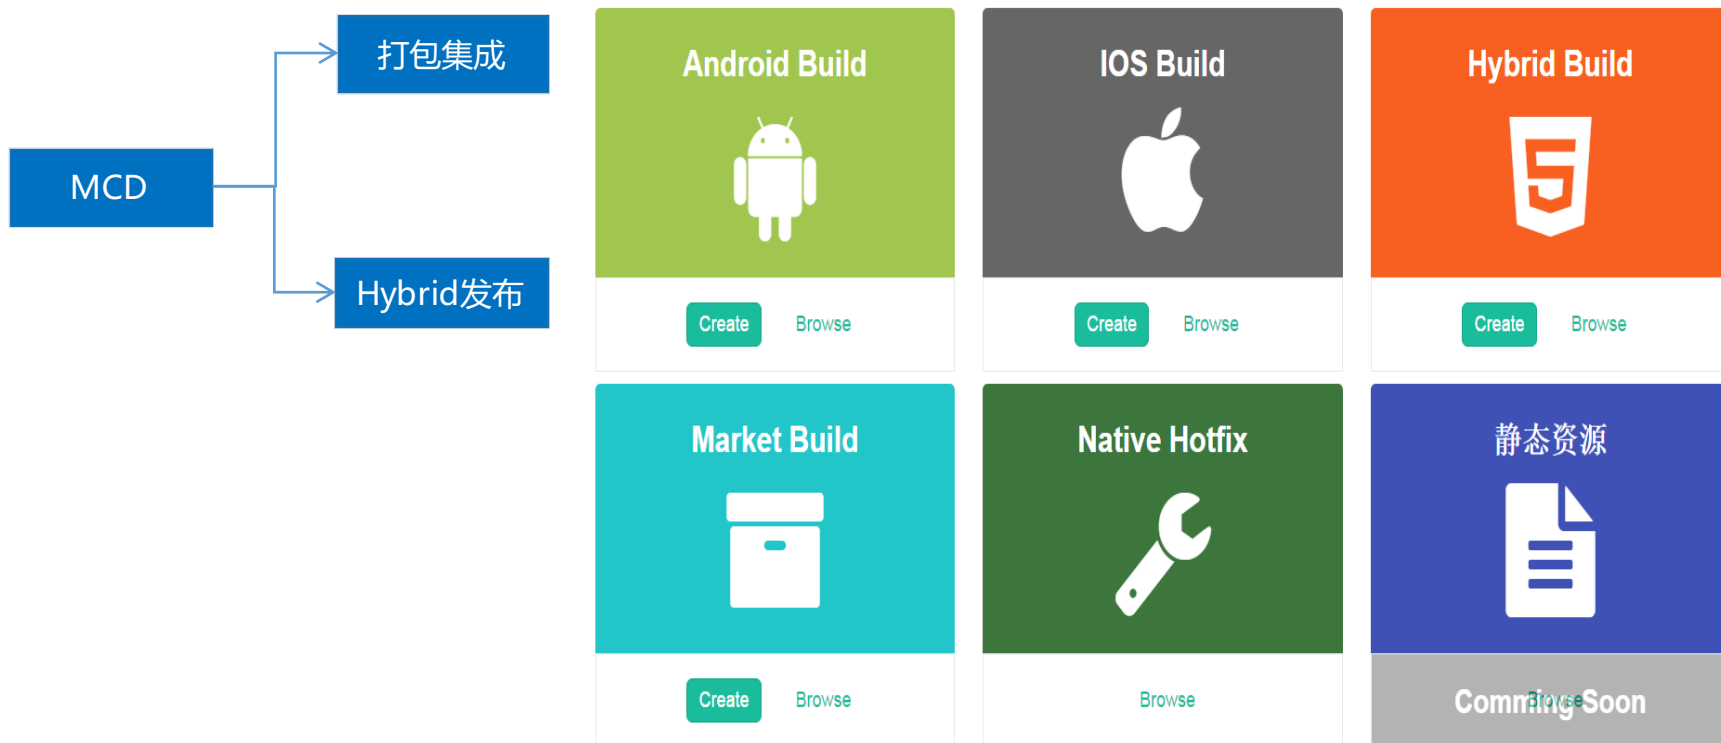 打包集成
MCD
Hybrid发布
Android Build
IOS Build
Hybrid Build
Create
Browse
Create
Browse
Create
Browse
Market Build
Native Hotfix
静态资源
Create
Browse
Browse
Comming Soon
Browse